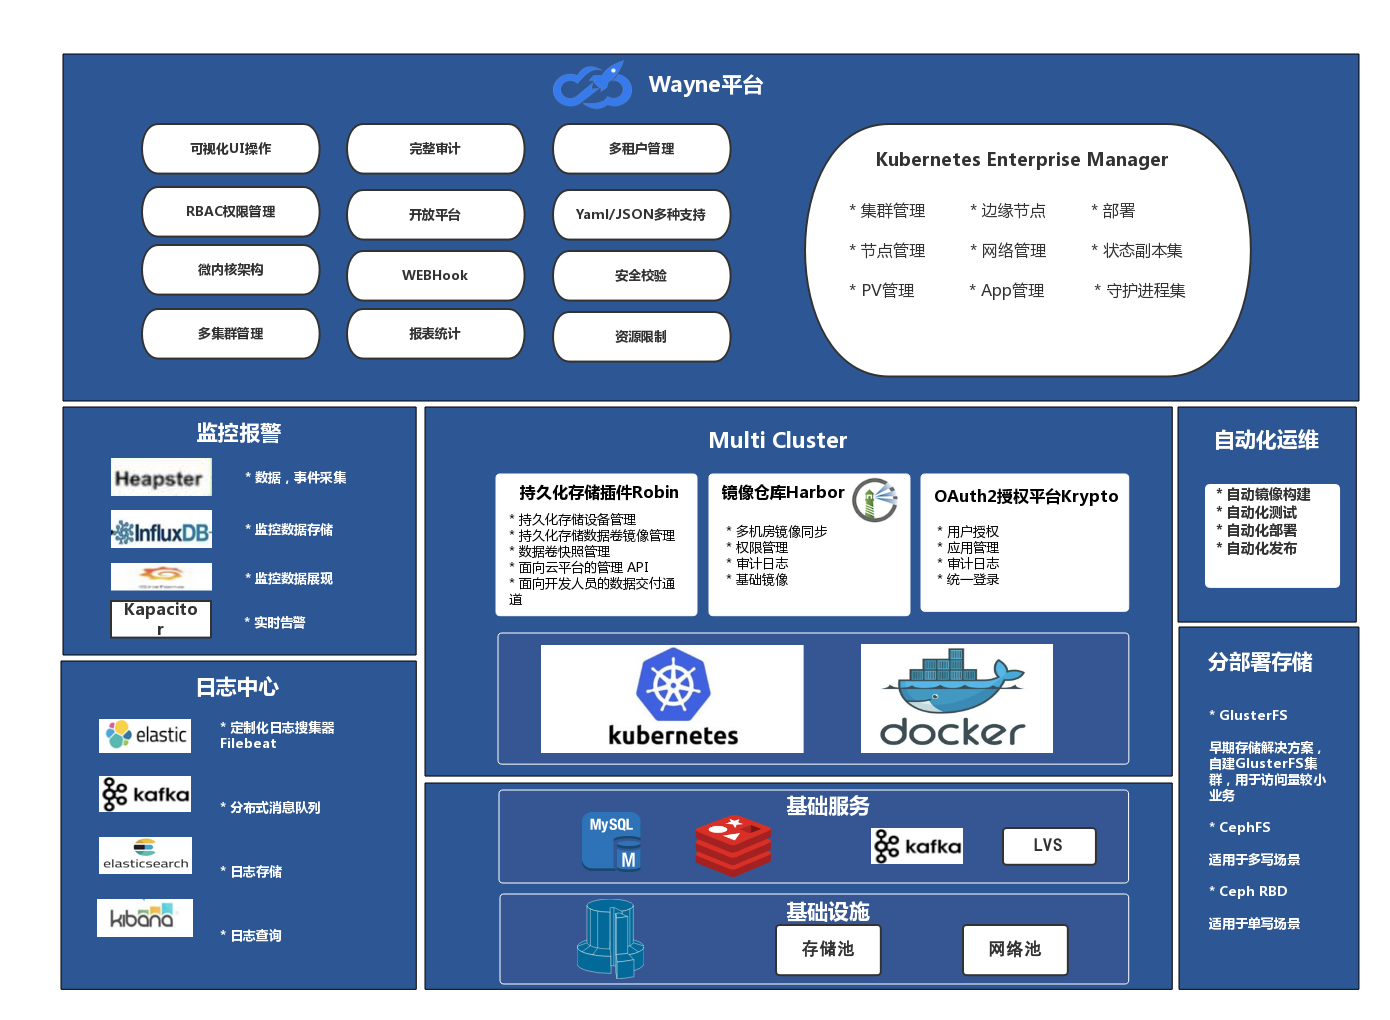 Wayne平台
可视化UI操作
完整审计
多租户管理
RBAC权限管理
开放平台
Yaml/JSON多种支持
微内核架构
WEBHook
安全校验
多集群管理
报表统计
资源限制
Kubernetes Enterprise Manager
* 集群管理 * 边缘节点 * 部署
* 节点管理 * 网络管理 * 状态副本集
* PV管理 * App管理 * 守护进程集
监控报警
Heapster
* 数据，事件采集
InfluxDB
* 监控数据存储
* 监控数据展现
Kapacito
r
* 实时告警
日志中心
elastic
* 定制化日志搜集器
Filebeat
kafka
* 分布式消息队列
elasticsearch
* 日志存储
kibana
* 日志查询
Multi Cluster
持久化存储插件Robin
* 持久化存储设备管理
* 持久化存储数据卷镜像管理
* 数据卷快照管理
* 面向云平台的管理 API
* 面向开发人员的数据交付通
道
镜像仓库Harbor
* 多机房镜像同步
* 权限管理
* 审计日志
* 基础镜像
OAuth2授权平台Krypto
* 用户授权
* 应用管理
* 审计日志
* 统一登录
kubernetes
docker
基础服务
MySQL
M
kafka
LVS
基础设施
存储池
网络池
自动化运维
* 自动镜像构建
* 自动化测试
* 自动化部署
* 自动化发布
分部署存储
* GlusterFS
早期存储解决方案，
自建GlusterFS集
群，用于访问量较小
业务
* CephFS
适用于多写场景
* Ceph RBD
适用于单写场景